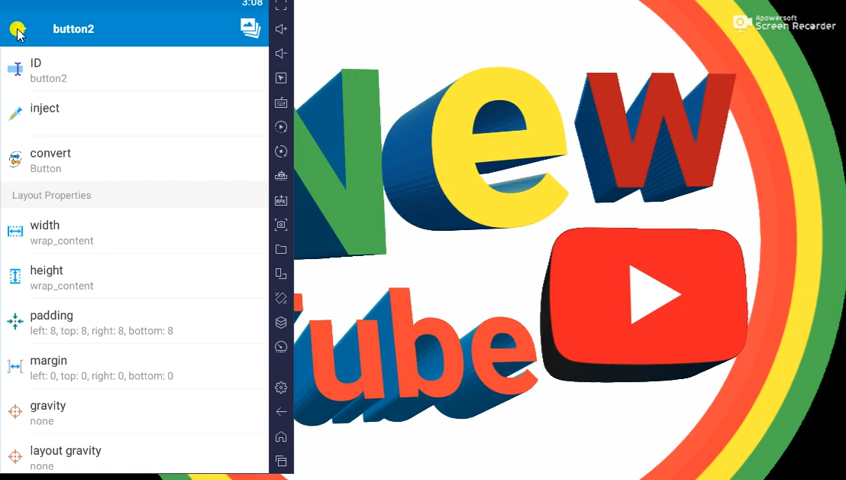 3:08
button2
Apowersoft
Screen Recorder
ID
button2
inject
convert
Button
Layout Properties
width
wrap_content
height
wrap_content
padding
left: 8, top: 8, right: 8, bottom: 8
margin
left: 0, top: 0, right: 0, bottom: 0
gravity
none
layout gravity
none
New
ube